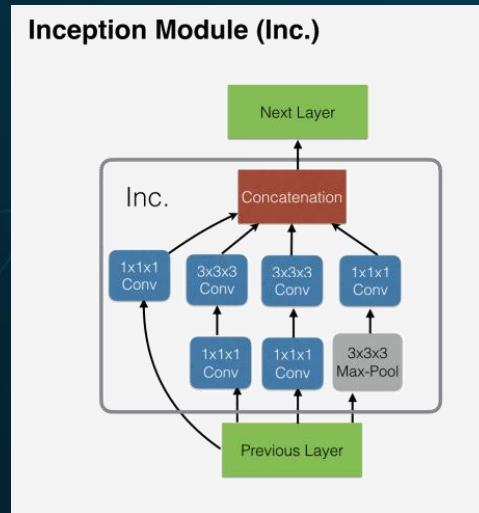 Inception Module (Inc.)
Next Layer
Inc.
Concatenation
1x1x1
Conv
3x3x3
Conv
3x3x3
Conv
1x1x1
Conv
1x1x1
Conv
1x1x1
Conv
3x3x3
Max-Pool
Previous Layer